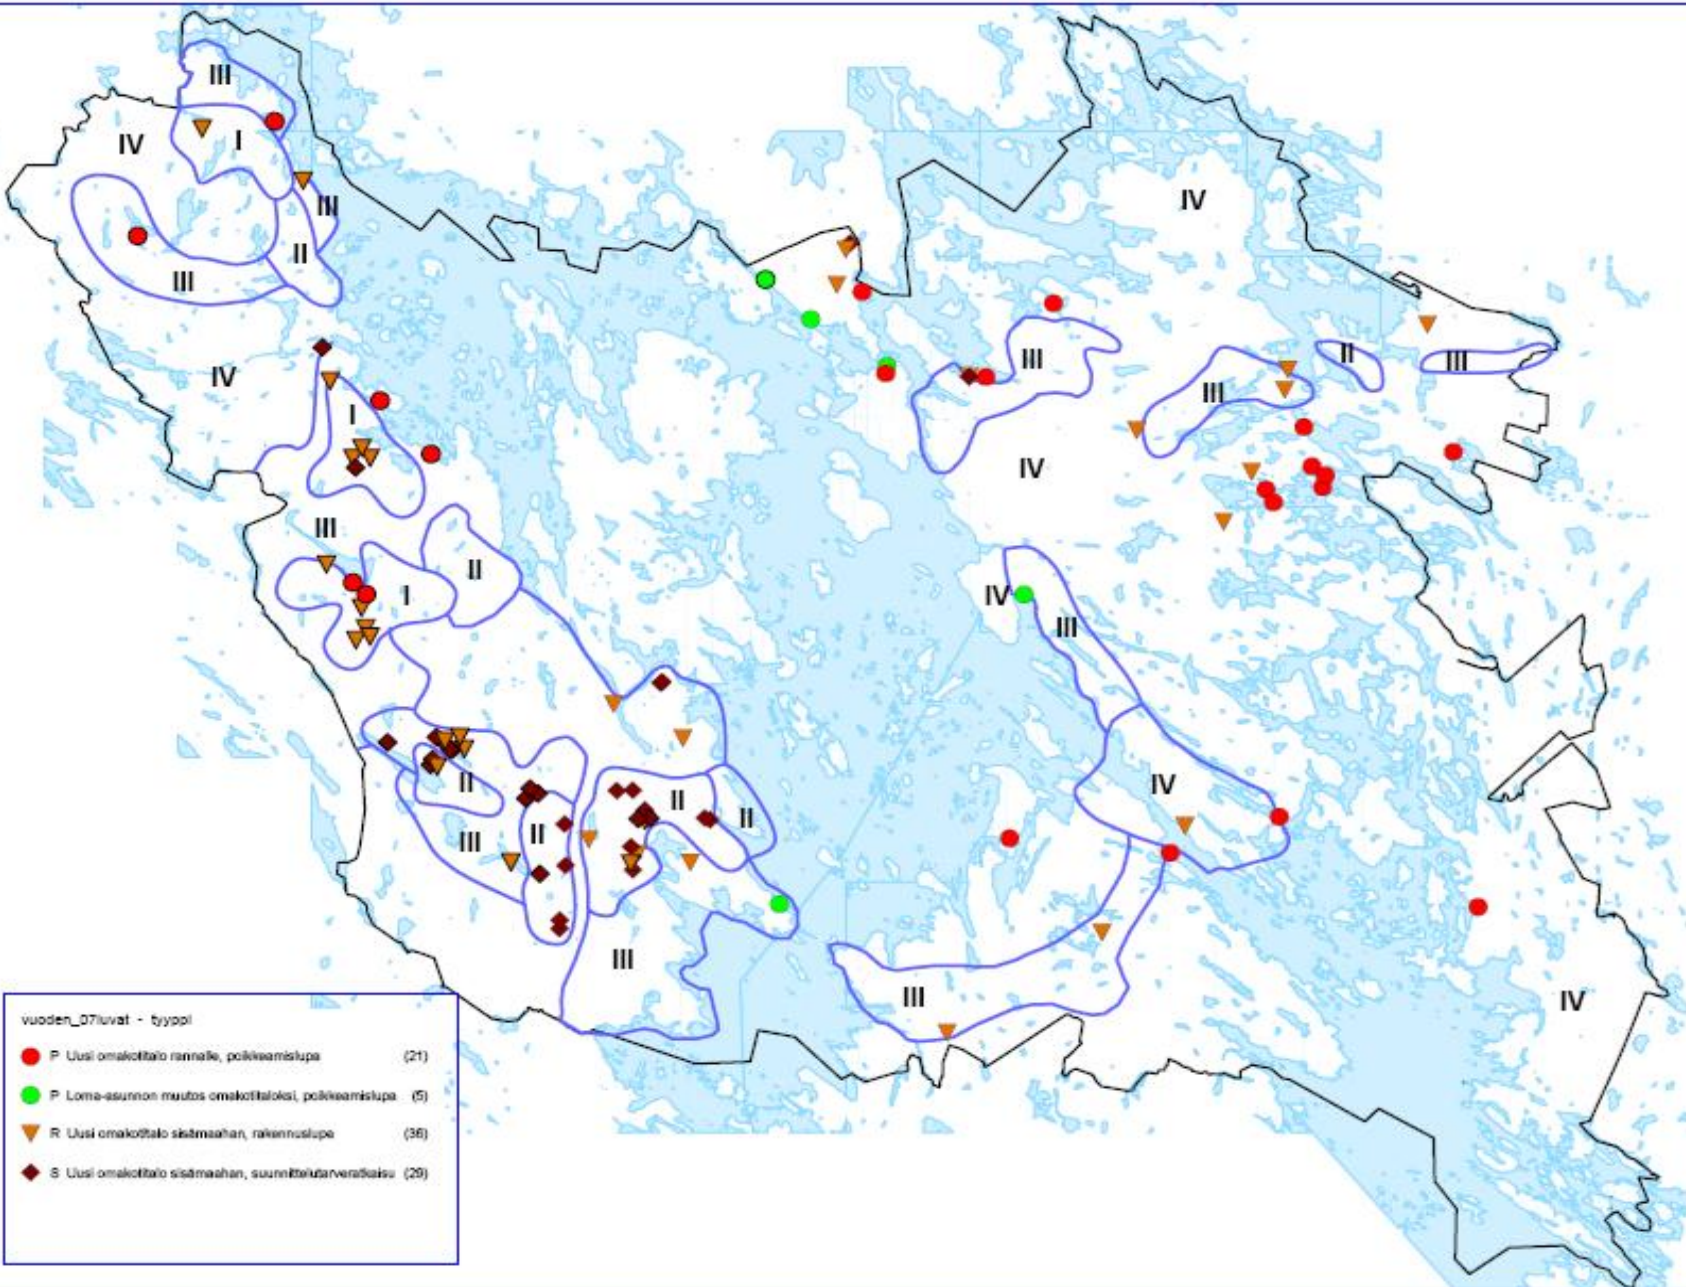 III
IV
I
IV
III
II
III
IV
III
II
III
III
I
IV
III
II
I
IV
III
IV
II
II
II
III
II
III
III
IV
vuoden_07luvat - tyyppi
P Uusi omakotitalo rannalle, poikkeamislupa (21)
P Loma-asunnon muutos omakotitaloksi, poikkeamislupa (5)
R Uusi omakotitalo sisämaahan, rakennuslupa (36)
S Uusi omakotitalo sisämaahan, suunnittelutarveratkaisu (29)